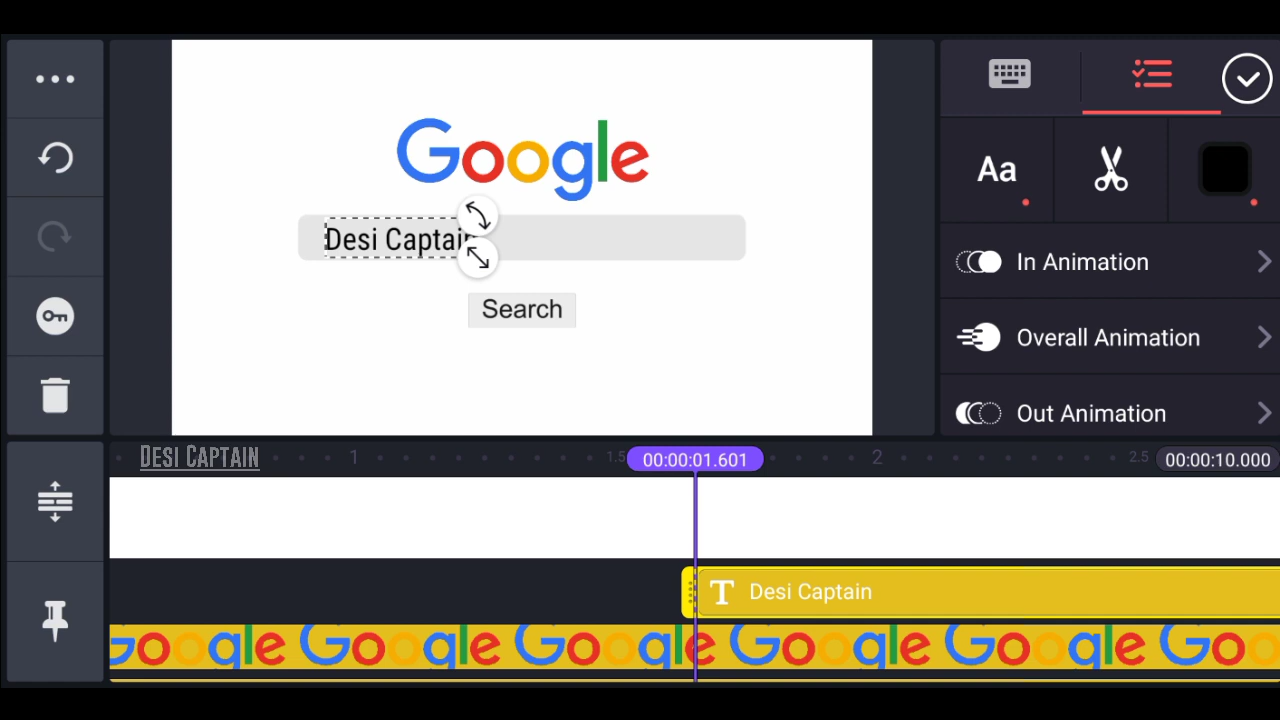 Google
Desi Captain
Search
Aa
In Animation
Overall Animation
Out Animation
DESI CAPTAIN
1
1.5
00:00:01.601
2
2.5
00:00:10.000
T Desi Captain
Google Google Google Google Google Goo